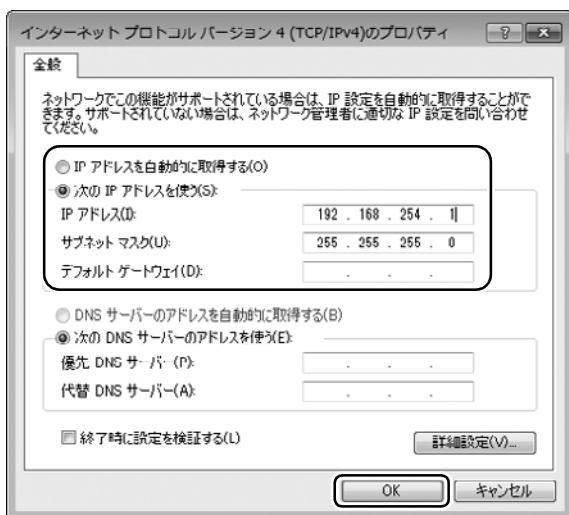 インターネット プロトコル バージョン 4 (TCP/IPv4)のプロパティ
全般
ネットワークでこの機能がサポートされている場合は、IP 設定を自動的に取得することがで
きます。サポートされていない場合は、ネットワーク管理者に適切な IP 設定を問い合わせ
てください。
IP アドレスを自動的に取得する(O)
次の IP アドレスを使う(S):
IP アドレス(I): 192 . 168 . 254 . 1
サブネット マスク(U): 255 . 255 . 255 . 0
デフォルト ゲートウェイ(D): . . .
DNS サーバーのアドレスを自動的に取得する(B)
次の DNS サーバーのアドレスを使う(E):
優先 DNS サーバー(P): . . .
代替 DNS サーバー(A): . . .
終了時に設定を検証する(L)
詳細設定(V)...
OK キャンセル